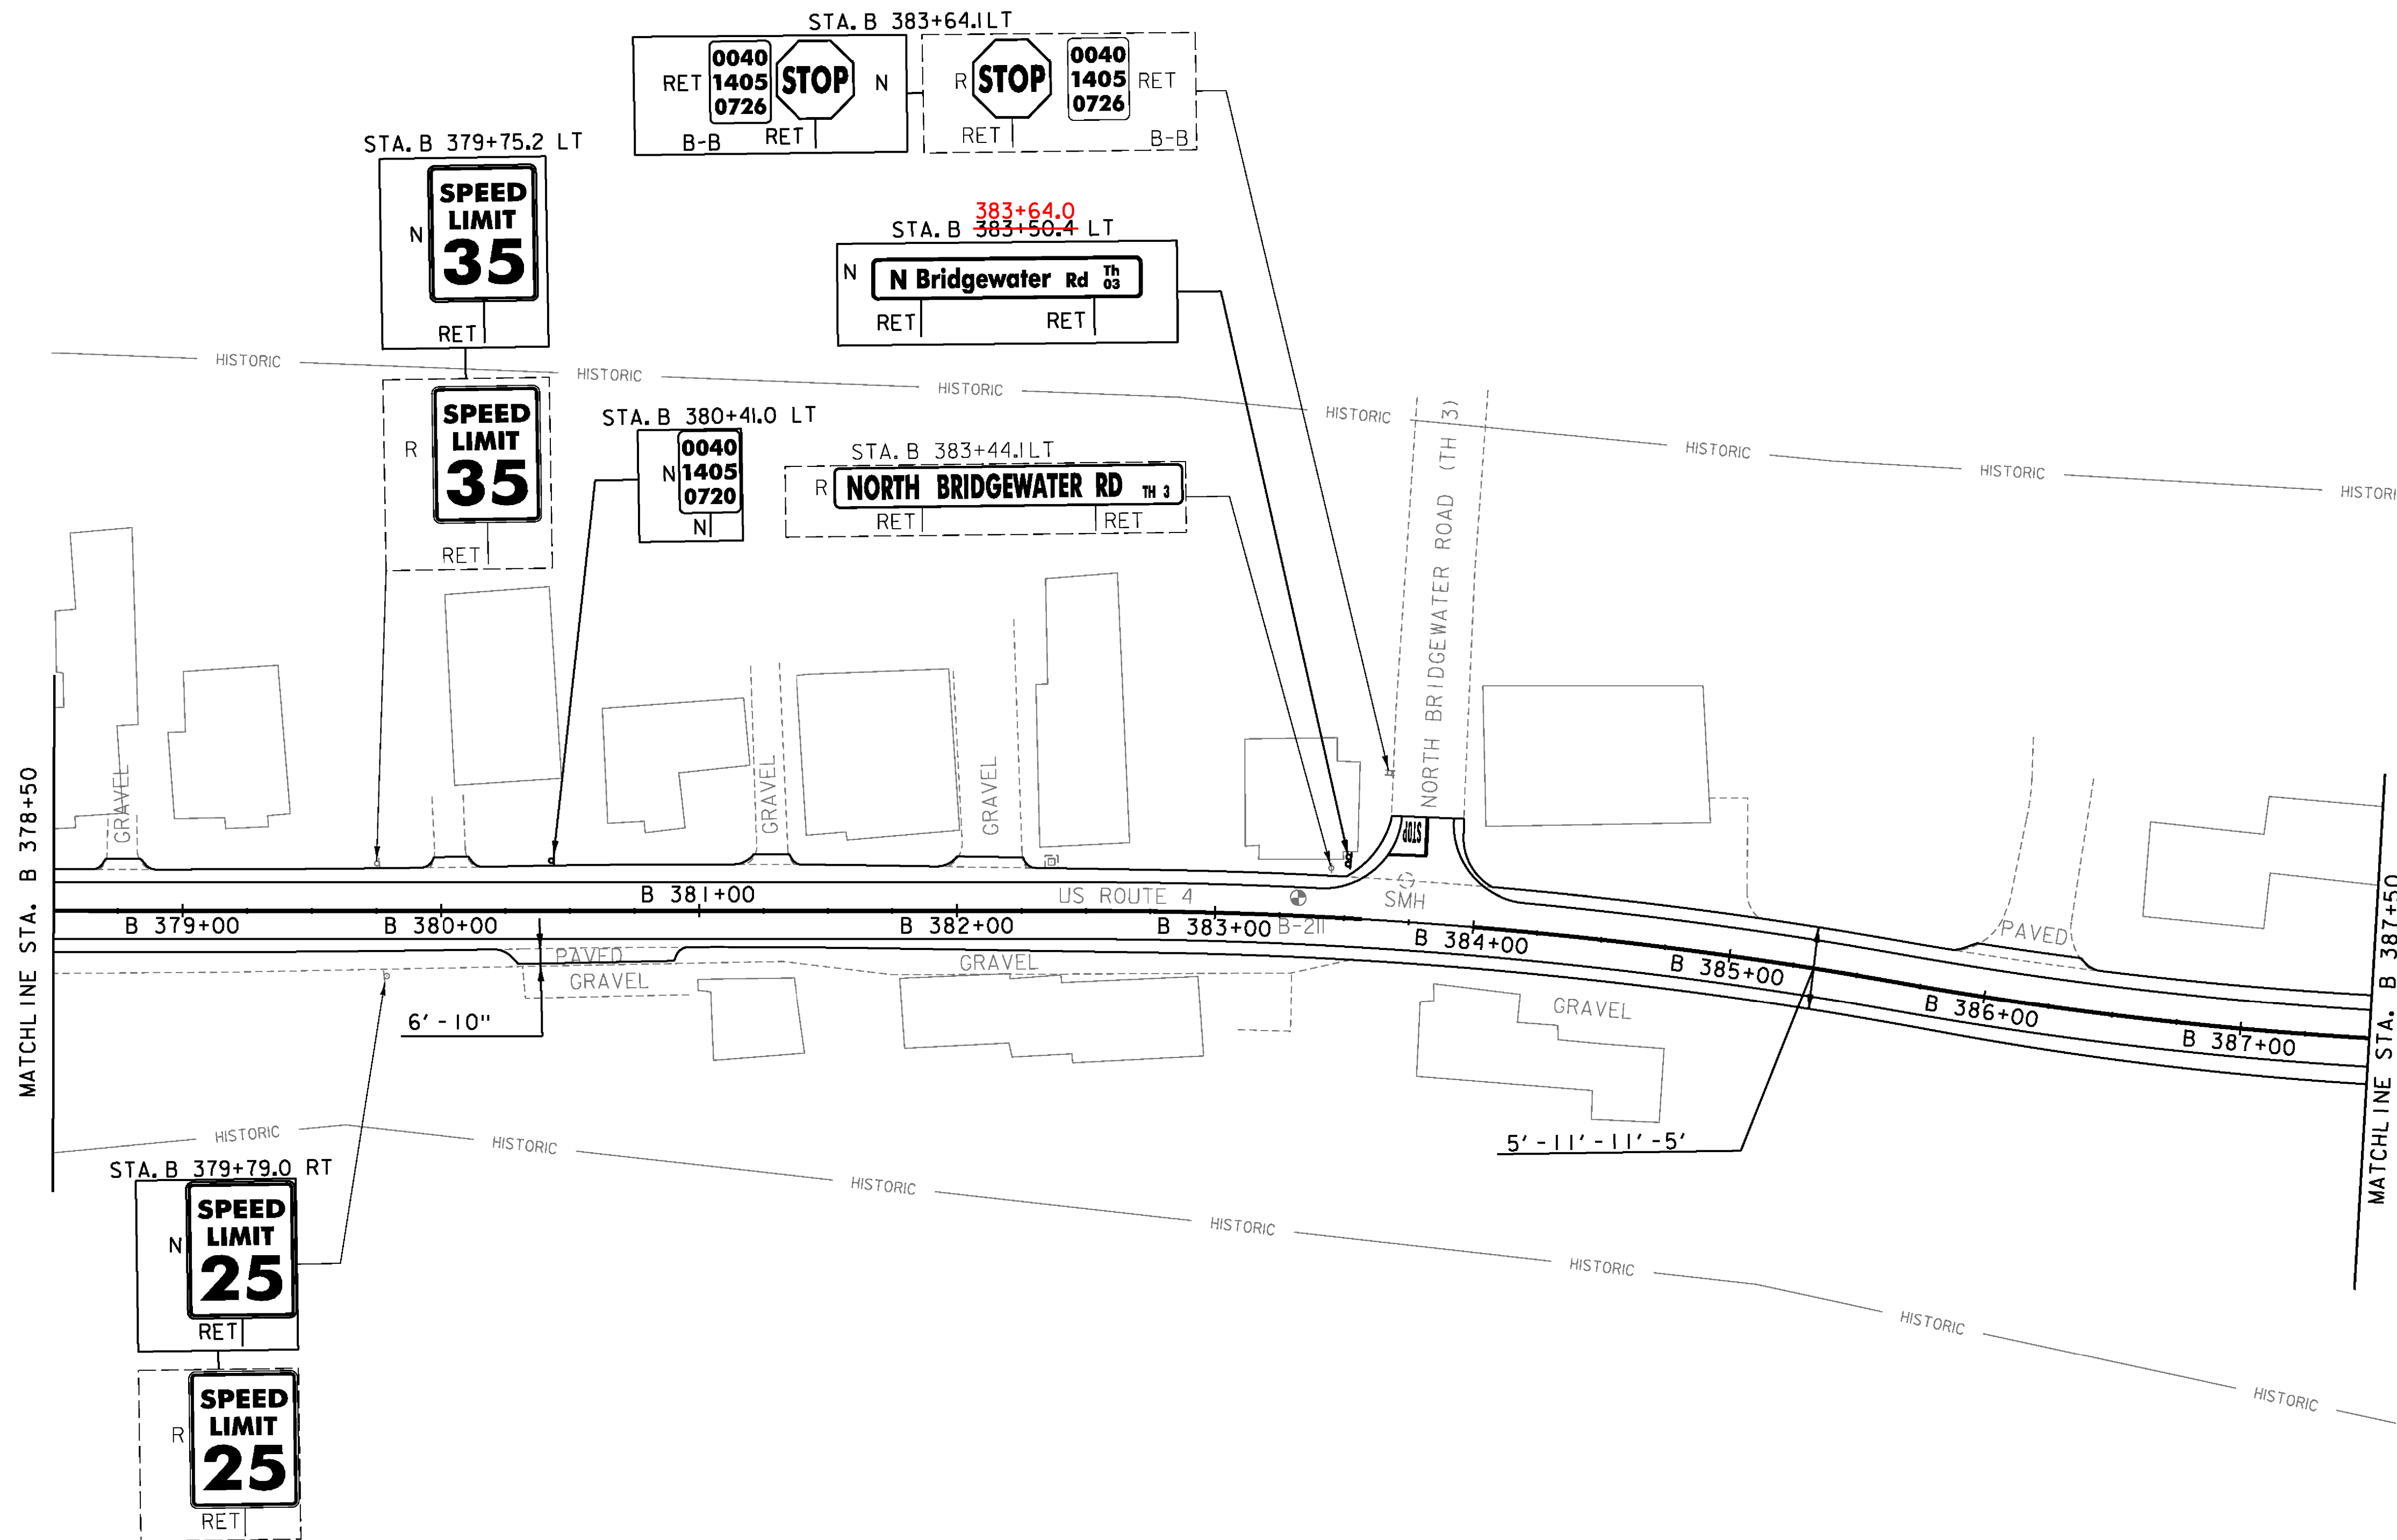 STA. B 383+64.1 LT
RET
0040
1405
0726
STOP
N
B-B
RET
R
STOP
0040
1405
0726
RET
RET
B-B
STA. B 379+75.2 LT
N
SPEED
LIMIT
35
RET
383+64.0
STA. B 383+50.4 LT
N
N Bridgewater Rd Th 03
RET
RET
HISTORIC
HISTORIC
HISTORIC
HISTORIC
HISTORIC
HISTORIC
HISTORI
R
SPEED
LIMIT
35
RET
STA. B 380+41.0 LT
N
0040
1405
0720
N
STA. B 383+44.1 LT
R
NORTH BRIDGEWATER RD TH 3
RET
RET
NORTH BRIDGEWATER ROAD (TH 3)
GRAVEL
GRAVEL
GRAVEL
STOP
MATCHLINE STA. B 378+50
MATCHLINE STA. B 387+50
B 381+00
US ROUTE 4
SMH
B 379+00
B 380+00
B 382+00
B 383+00
B-211
B 384+00
B 385+00
B 386+00
B 387+00
PAVED
PAVED
GRAVEL
GRAVEL
GRAVEL
6'-10"
5'-11'-11'-5'
HISTORIC
HISTORIC
HISTORIC
HISTORIC
HISTORIC
HISTORIC
HISTORIC
STA. B 379+79.0 RT
N
SPEED
LIMIT
25
RET
R
SPEED
LIMIT
25
RET